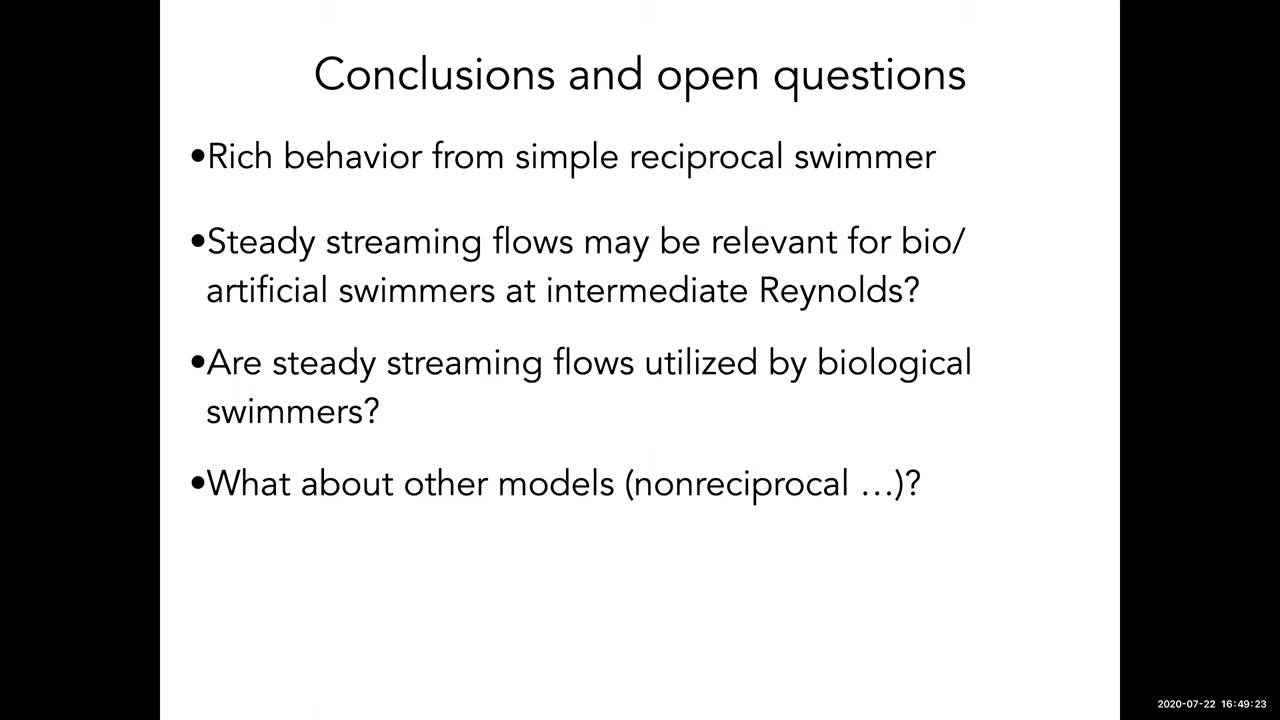 Conclusions and open questions
•Rich behavior from simple reciprocal swimmer
•Steady streaming flows may be relevant for bio/
artificial swimmers at intermediate Reynolds?
•Are steady streaming flows utilized by biological
swimmers?
•What about other models (nonreciprocal …)?
2020-07-22 16:49:23